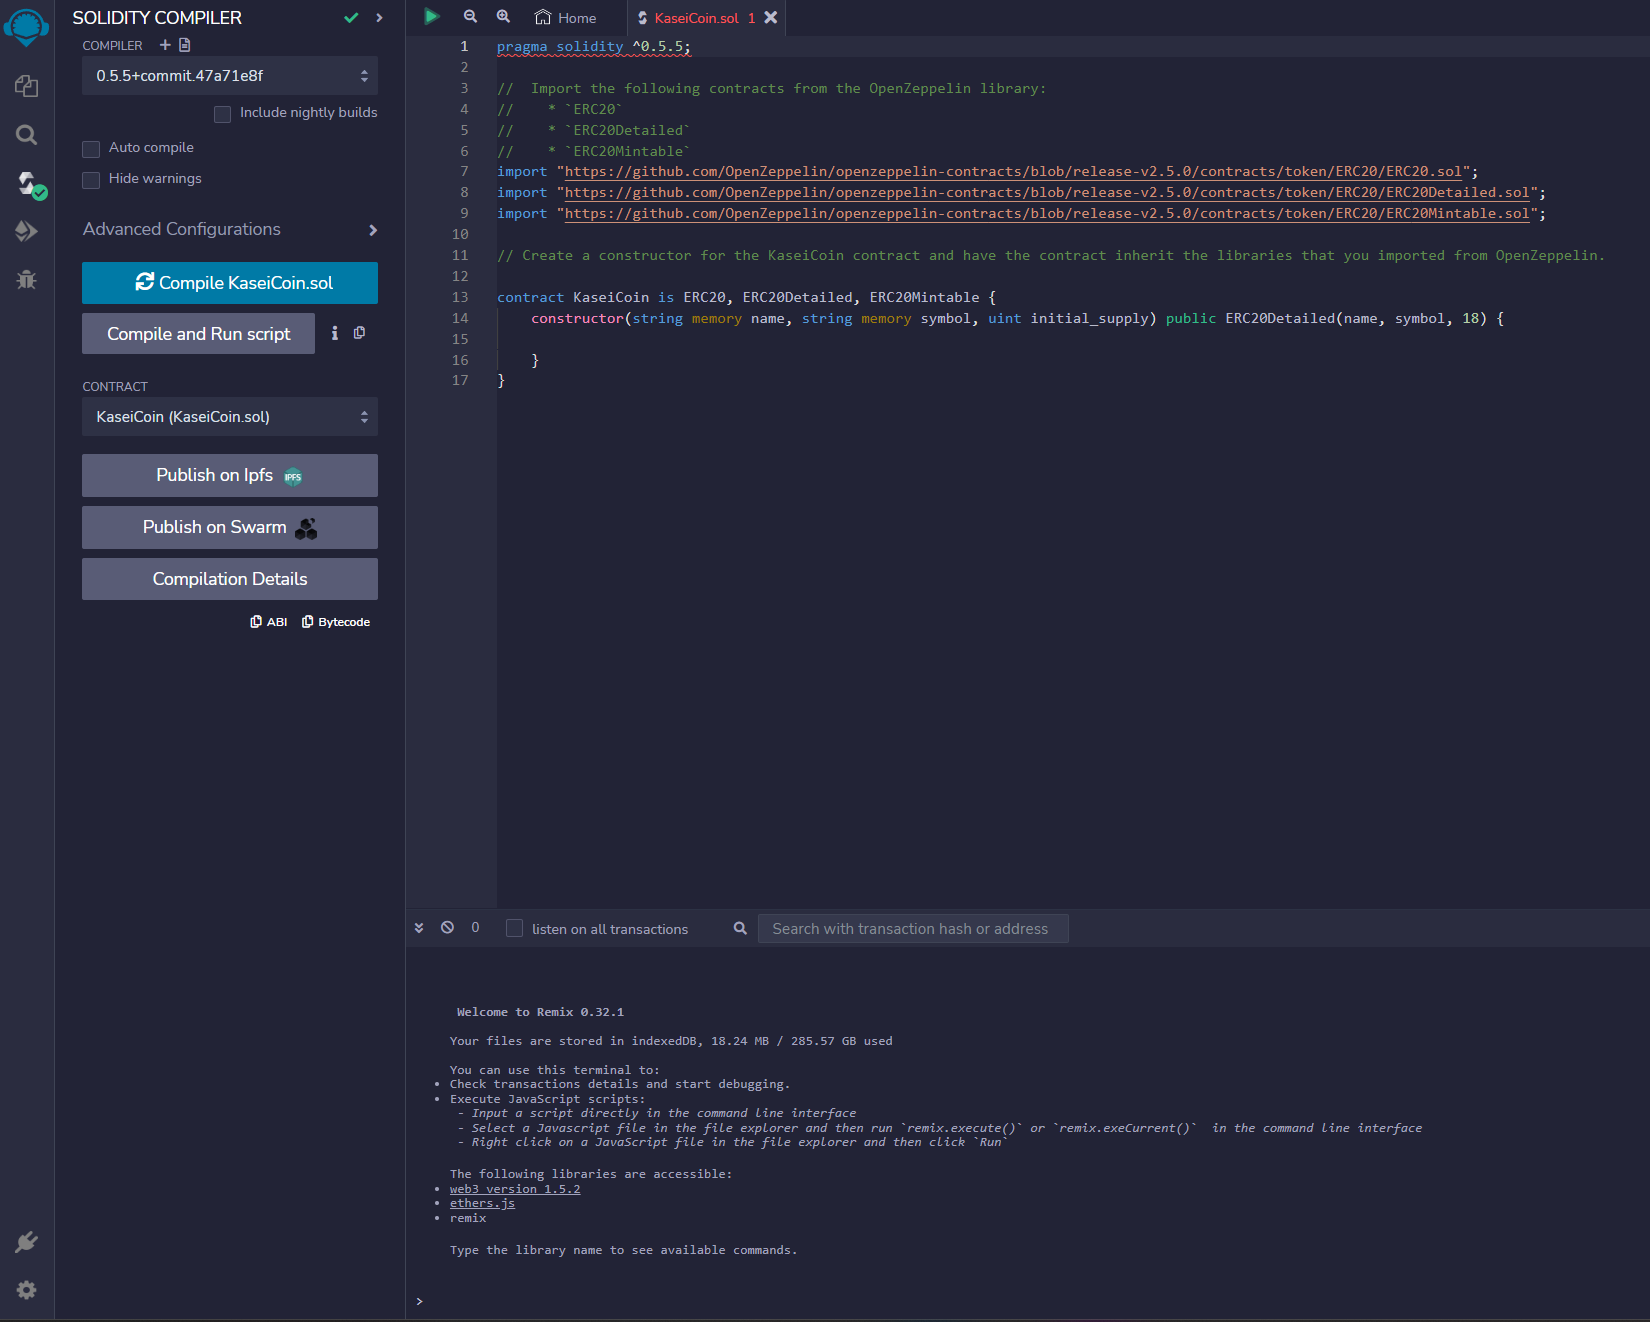 SOLIDITY COMPILER
COMPILER
0.5.5+commit.47a71e8f
Include nightly builds
Auto compile
Hide warnings
Advanced Configurations
Compile KaseiCoin.sol
Compile and Run script
CONTRACT
KaseiCoin (KaseiCoin.sol)
Publish on Ipfs IPFS
Publish on Swarm
Compilation Details
ABI Bytecode
Home KaseiCoin.sol 1
1 pragma solidity ^0.5.5;
2
3 //  Import the following contracts from the OpenZeppelin library:
4 //    * `ERC20`
5 //    * `ERC20Detailed`
6 //    * `ERC20Mintable`
7 import "https://github.com/OpenZeppelin/openzeppelin-contracts/blob/release-v2.5.0/contracts/token/ERC20/ERC20.sol";
8 import "https://github.com/OpenZeppelin/openzeppelin-contracts/blob/release-v2.5.0/contracts/token/ERC20/ERC20Detailed.sol";
9 import "https://github.com/OpenZeppelin/openzeppelin-contracts/blob/release-v2.5.0/contracts/token/ERC20/ERC20Mintable.sol";
10
11 // Create a constructor for the KaseiCoin contract and have the contract inherit the libraries that you imported from OpenZeppelin.
12
13 contract KaseiCoin is ERC20, ERC20Detailed, ERC20Mintable {
14     constructor(string memory name, string memory symbol, uint initial_supply) public ERC20Detailed(name, symbol, 18) {
15
16     }
17 }
0 listen on all transactions Search with transaction hash or address
Welcome to Remix 0.32.1
Your files are stored in indexedDB, 18.24 MB / 285.57 GB used
You can use this terminal to:
• Check transactions details and start debugging.
• Execute JavaScript scripts:
- Input a script directly in the command line interface
- Select a Javascript file in the file explorer and then run `remix.execute()` or `remix.exeCurrent()`  in the command line interface
- Right click on a JavaScript file in the file explorer and then click `Run`
The following libraries are accessible:
• web3 version 1.5.2
• ethers.js
• remix
Type the library name to see available commands.
>